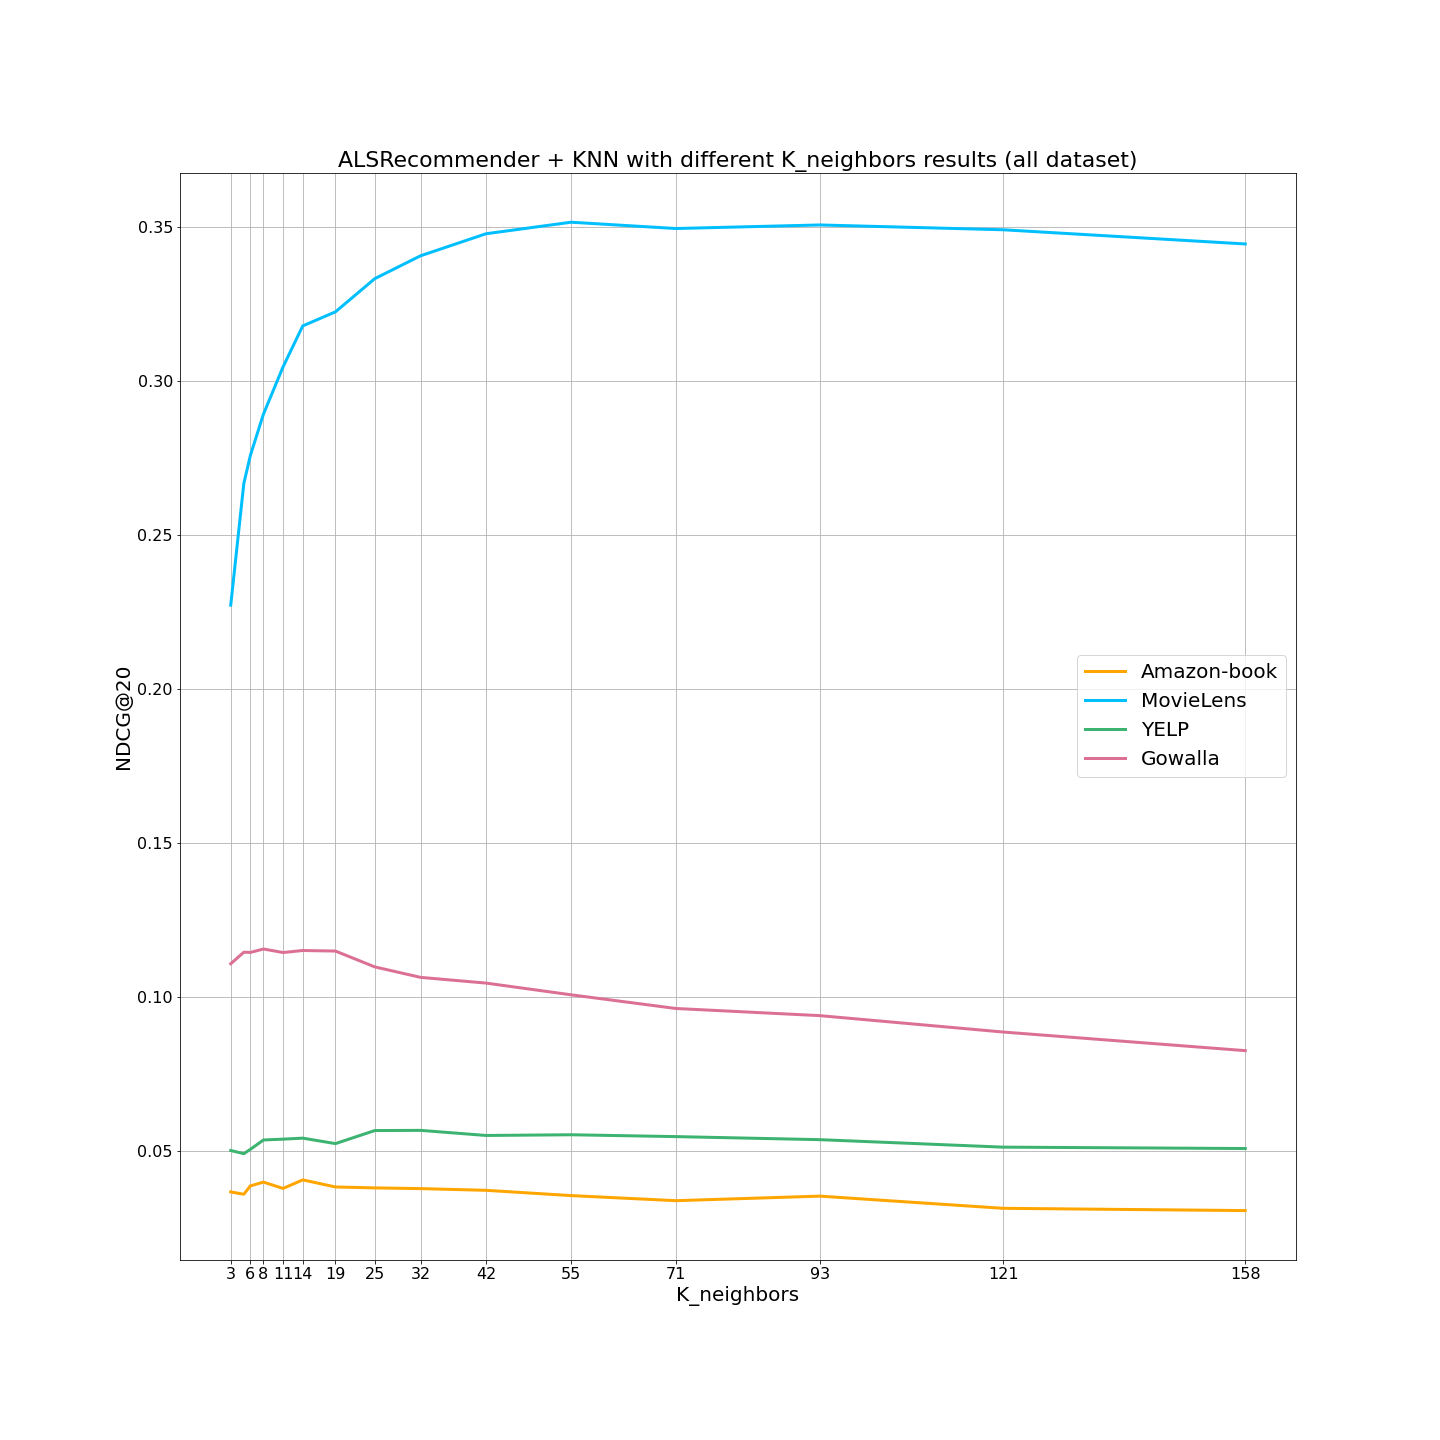 ALSRecommender + KNN with different K_neighbors results (all dataset)
NDCG@20
0.35
0.30
0.25
0.20
0.15
0.10
0.05
Amazon-book
MovieLens
YELP
Gowalla
3 6 8 11 14 19 25 32 42 55 71 93 121 158
K_neighbors